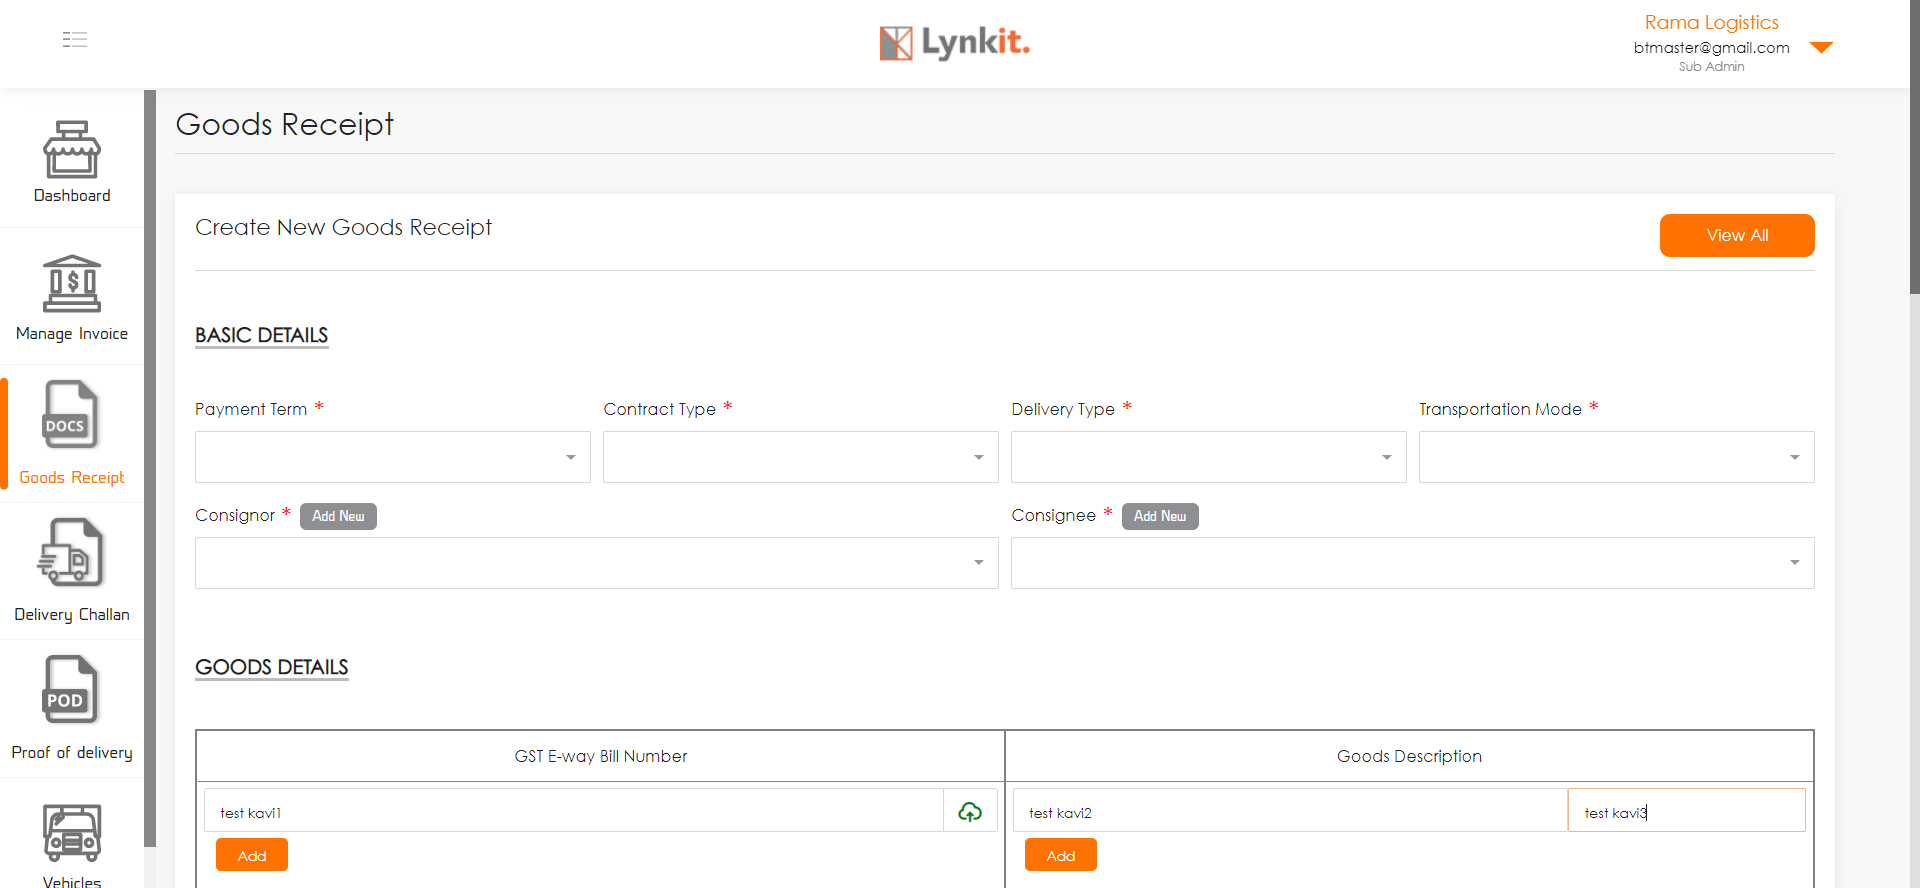 Lynkit.
Rama Logistics
btmaster@gmail.com
Sub Admin
Dashboard
Manage Invoice
DOCS
Goods Receipt
Delivery Challan
POD
Proof of delivery
Vehicles
Goods Receipt
Create New Goods Receipt
View All
BASIC DETAILS
Payment Term *
Contract Type *
Delivery Type *
Transportation Mode *
Consignor * Add New
Consignee * Add New
GOODS DETAILS
GST E-way Bill Number
Goods Description
test kavi1
test kavi2
test kavi3
Add
Add